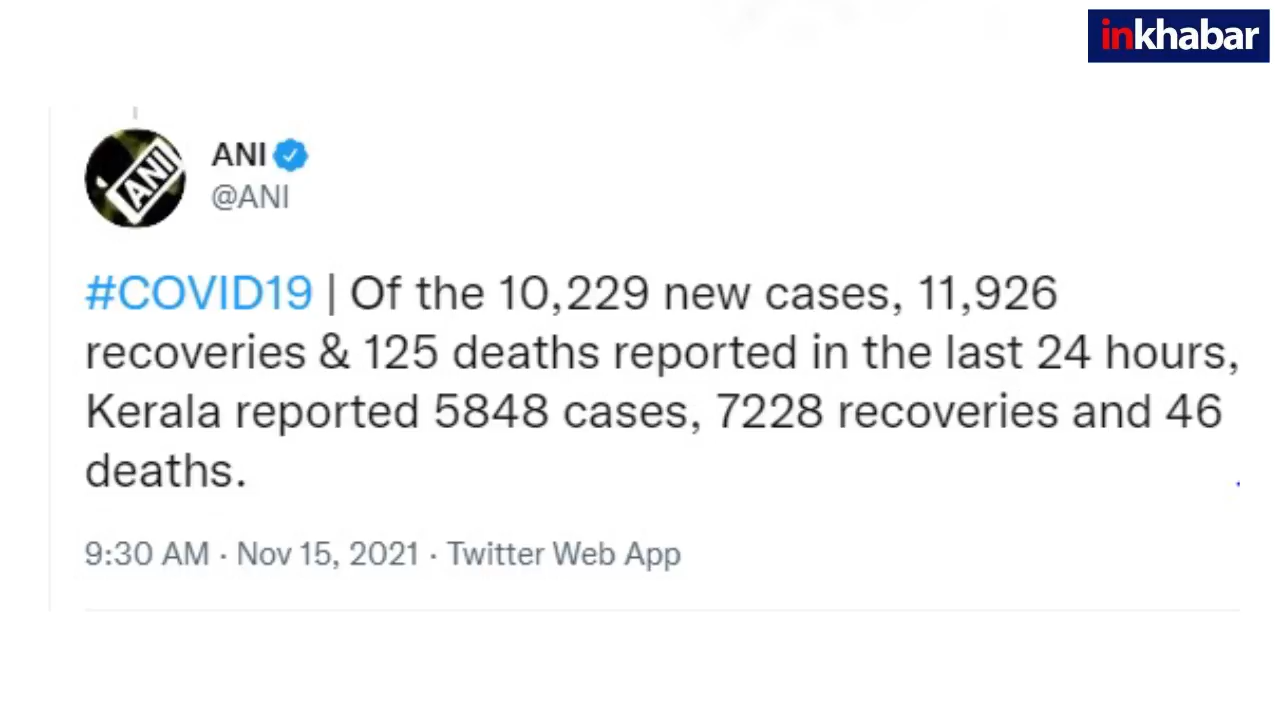 inkhabar
ANI
ANI
@ANI
#COVID19 | Of the 10,229 new cases, 11,926
recoveries & 125 deaths reported in the last 24 hours,
Kerala reported 5848 cases, 7228 recoveries and 46
deaths.
9:30 AM · Nov 15, 2021 · Twitter Web App